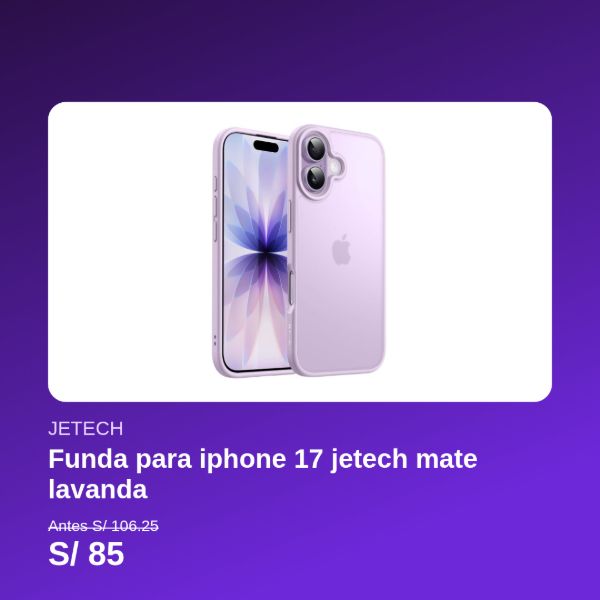 JETECH
Funda para iphone 17 jetech mate
lavanda
Antes S/ 106.25
S/ 85